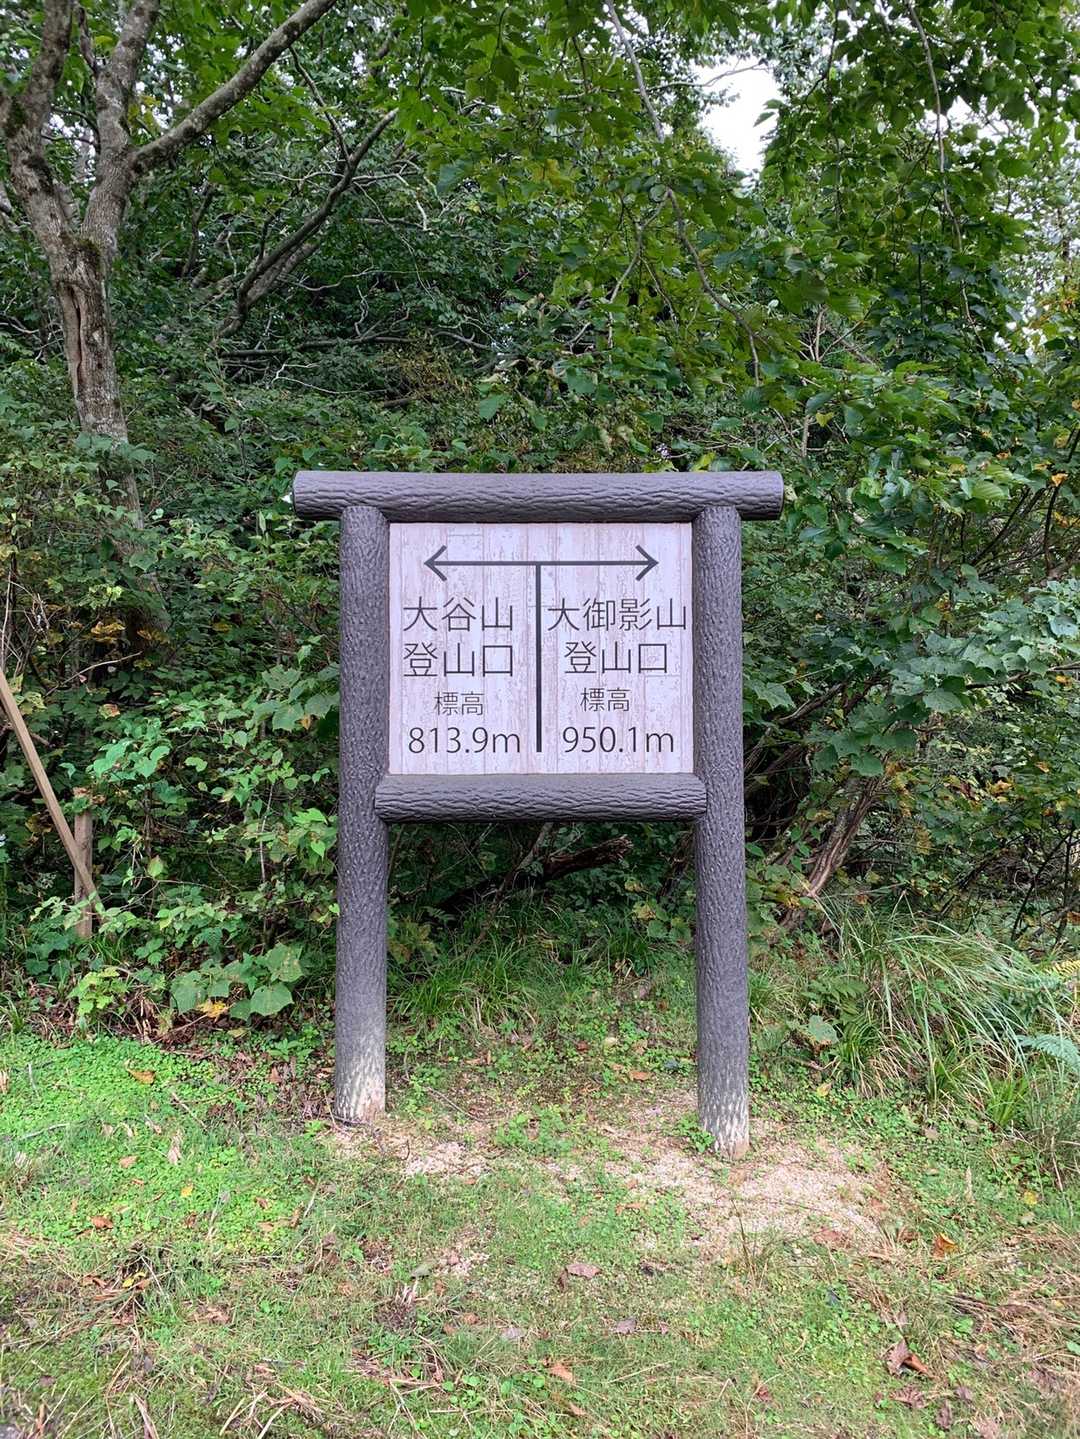 大谷山
登山口
標高
813.9m
大御影山
登山口
標高
950.1m